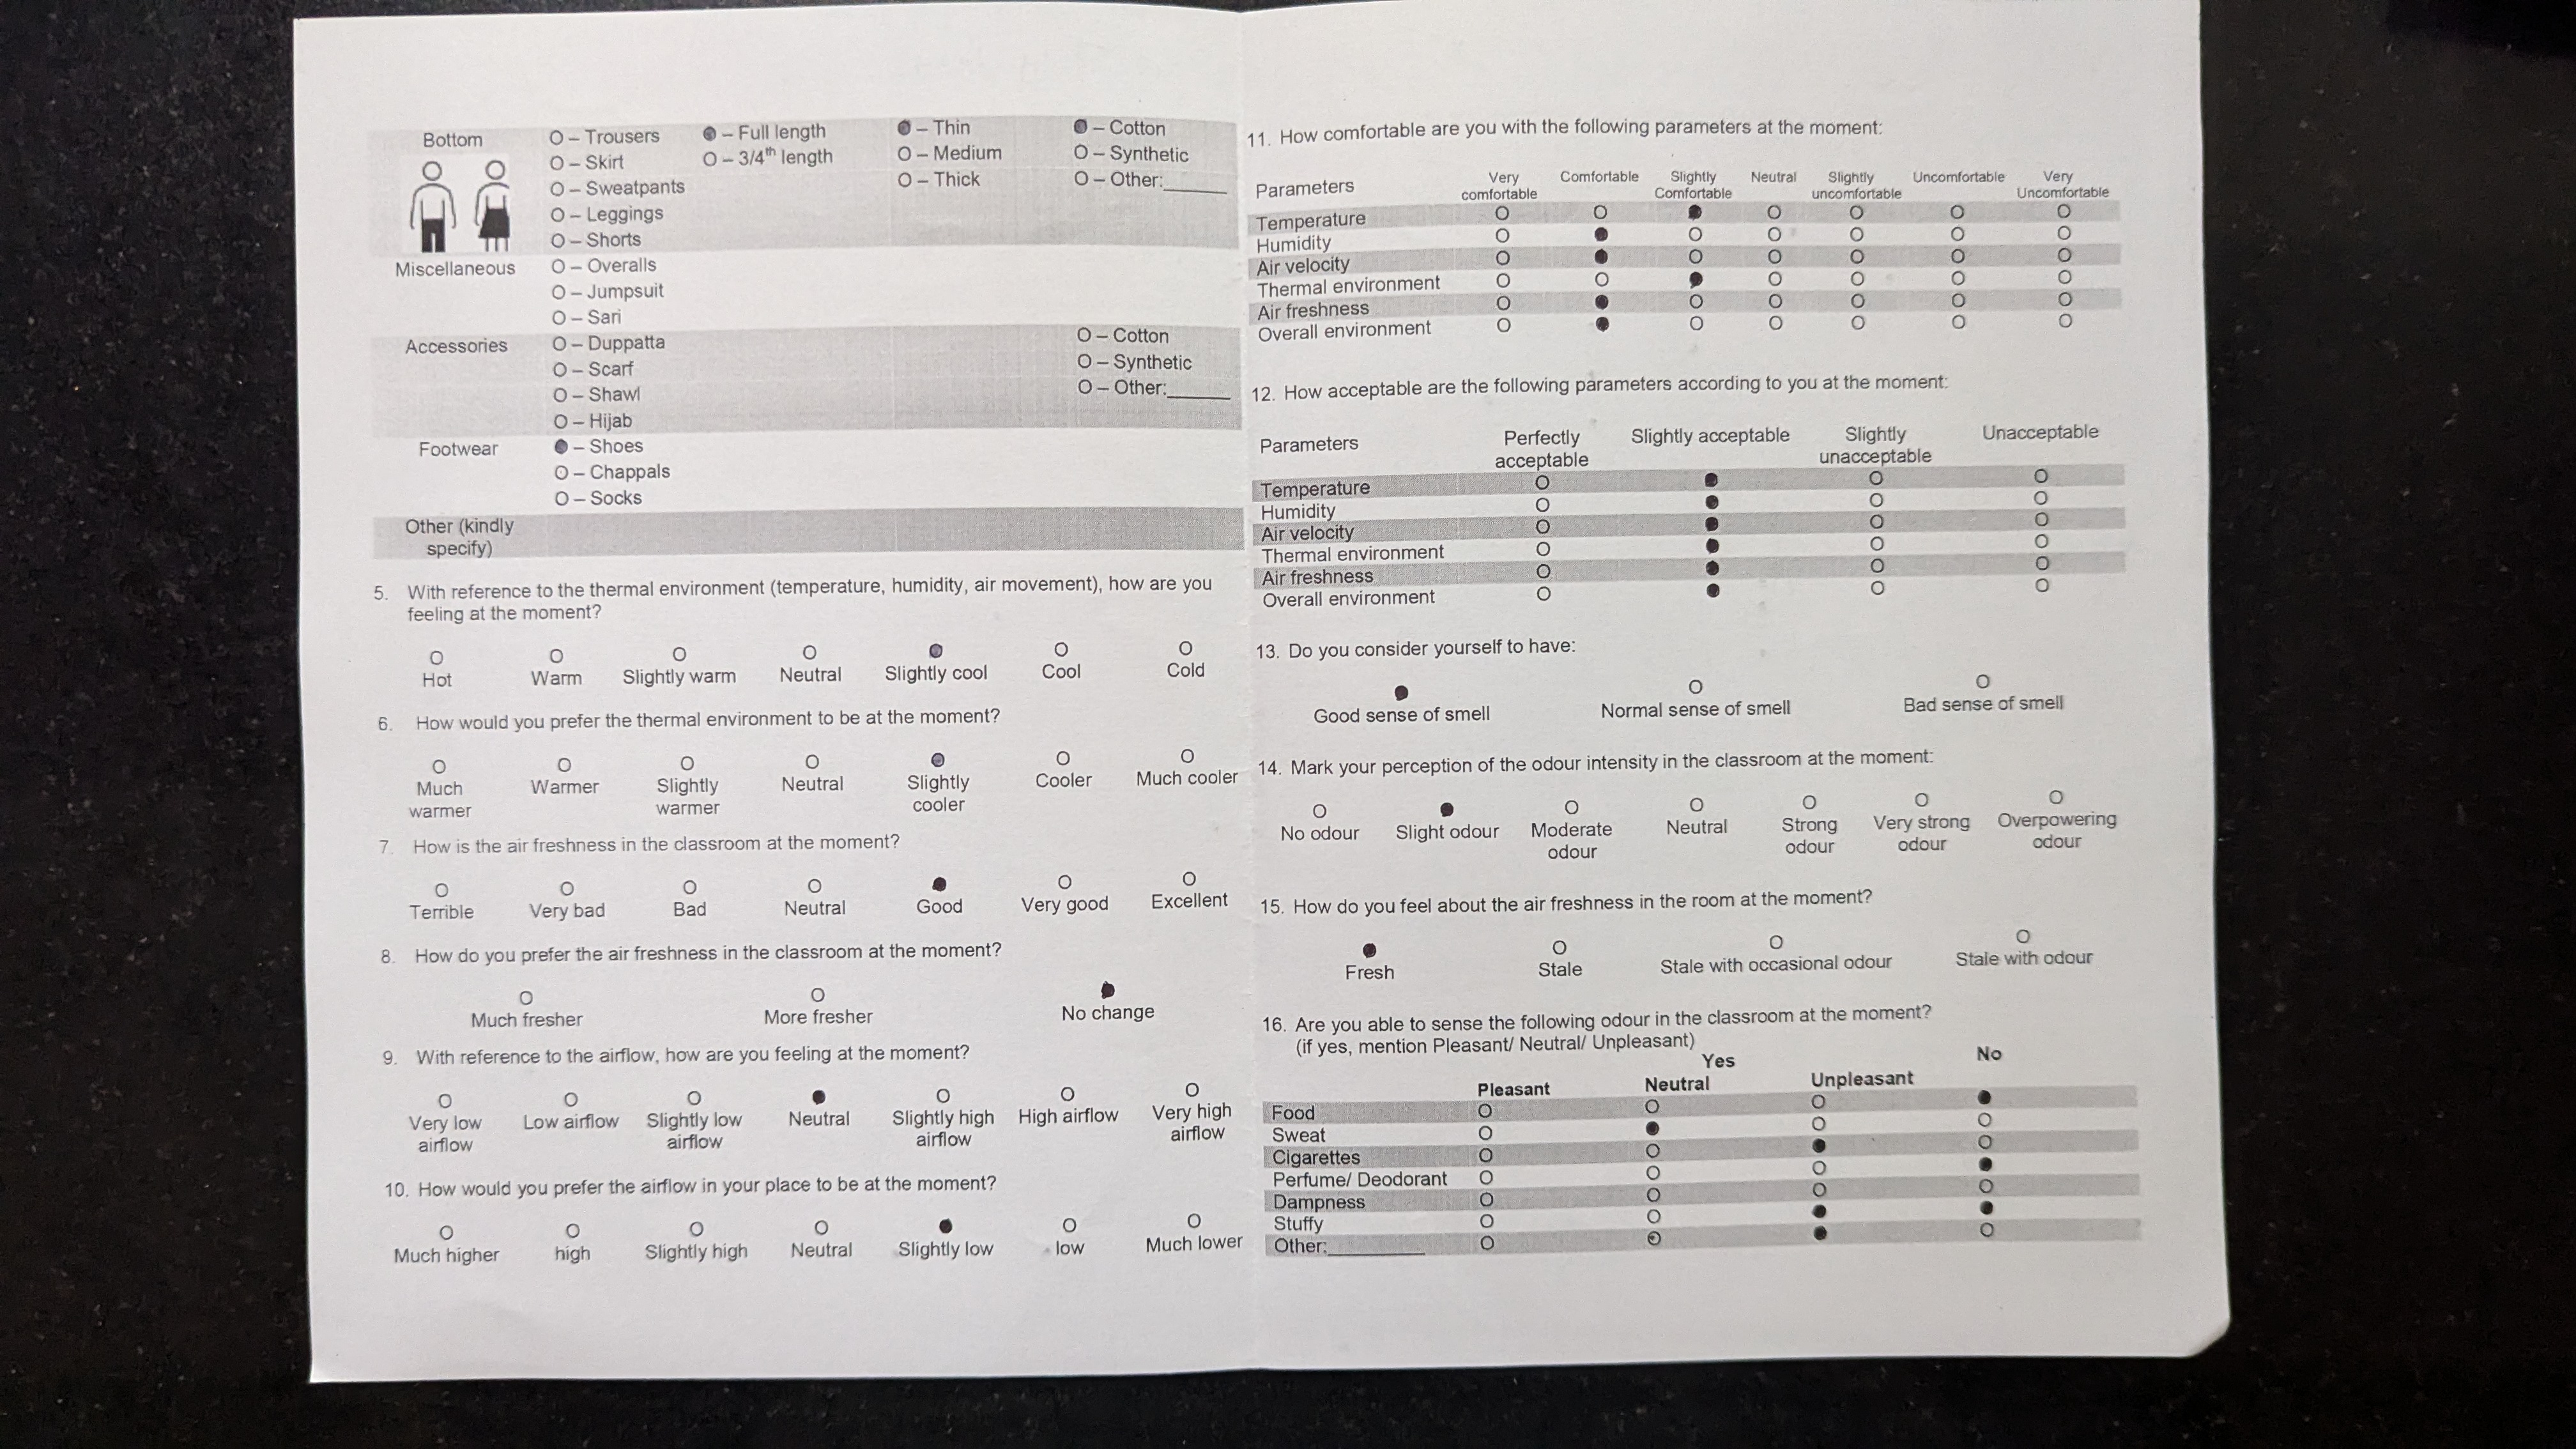 Bottom
O – Trousers
O – Skirt
O – Sweatpants
O – Leggings
O – Shorts
● – Full length
O – 3/4th length
● – Thin
O – Medium
O – Thick
● – Cotton
O – Synthetic
O – Other:______
Miscellaneous
O – Overalls
O – Jumpsuit
O – Sari
Accessories
O – Duppatta
O – Scarf
O – Shawl
O – Hijab
O – Cotton
O – Synthetic
O – Other:______
Footwear
● – Shoes
O – Chappals
O – Socks
Other (kindly
specify)
5. With reference to the thermal environment (temperature, humidity, air movement), how are you
feeling at the moment?
O O O O ● O O
Hot Warm Slightly warm Neutral Slightly cool Cool Cold
6. How would you prefer the thermal environment to be at the moment?
O O O O ● O O
Much warmer Warmer Slightly warmer Neutral Slightly cooler Cooler Much cooler
7. How is the air freshness in the classroom at the moment?
O O O O ● O O
Terrible Very bad Bad Neutral Good Very good Excellent
8. How do you prefer the air freshness in the classroom at the moment?
O O ●
Much fresher More fresher No change
9. With reference to the airflow, how are you feeling at the moment?
O O O ● O O O
Very low airflow Low airflow Slightly low airflow Neutral Slightly high airflow High airflow Very high airflow
10. How would you prefer the airflow in your place to be at the moment?
O O O O ● O O
Much higher high Slightly high Neutral Slightly low low Much lower
11. How comfortable are you with the following parameters at the moment:
Parameters Very comfortable Comfortable Slightly Comfortable Neutral Slightly uncomfortable Uncomfortable Very Uncomfortable
Temperature O O ● O O O O
Humidity O ● O O O O O
Air velocity O ● O O O O O
Thermal environment O O ● O O O O
Air freshness O ● O O O O O
Overall environment O ● O O O O O
12. How acceptable are the following parameters according to you at the moment:
Parameters Perfectly acceptable Slightly acceptable Slightly unacceptable Unacceptable
Temperature O ● O O
Humidity O ● O O
Air velocity O ● O O
Thermal environment O ● O O
Air freshness O ● O O
Overall environment O ● O O
13. Do you consider yourself to have:
● O O
Good sense of smell Normal sense of smell Bad sense of smell
14. Mark your perception of the odour intensity in the classroom at the moment:
O ● O O O O O
No odour Slight odour Moderate odour Neutral Strong odour Very strong odour Overpowering odour
15. How do you feel about the air freshness in the room at the moment?
● O O O
Fresh Stale Stale with occasional odour Stale with odour
16. Are you able to sense the following odour in the classroom at the moment?
(if yes, mention Pleasant/ Neutral/ Unpleasant)
Yes No
Pleasant Neutral Unpleasant
Food O O O ●
Sweat O ● O O
Cigarettes O O ● O
Perfume/ Deodorant O O O ●
Dampness O O O O
Stuffy O O ● ●
Other:__________ O O ● O